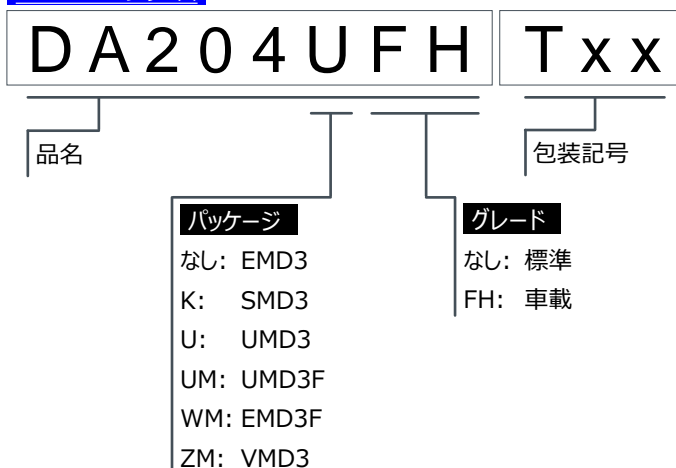 DA204UFH Txx
品名
包装記号
パッケージ
グレード
なし: EMD3
なし: 標準
K: SMD3
FH: 車載
U: UMD3
UM: UMD3F
WM: EMD3F
ZM: VMD3